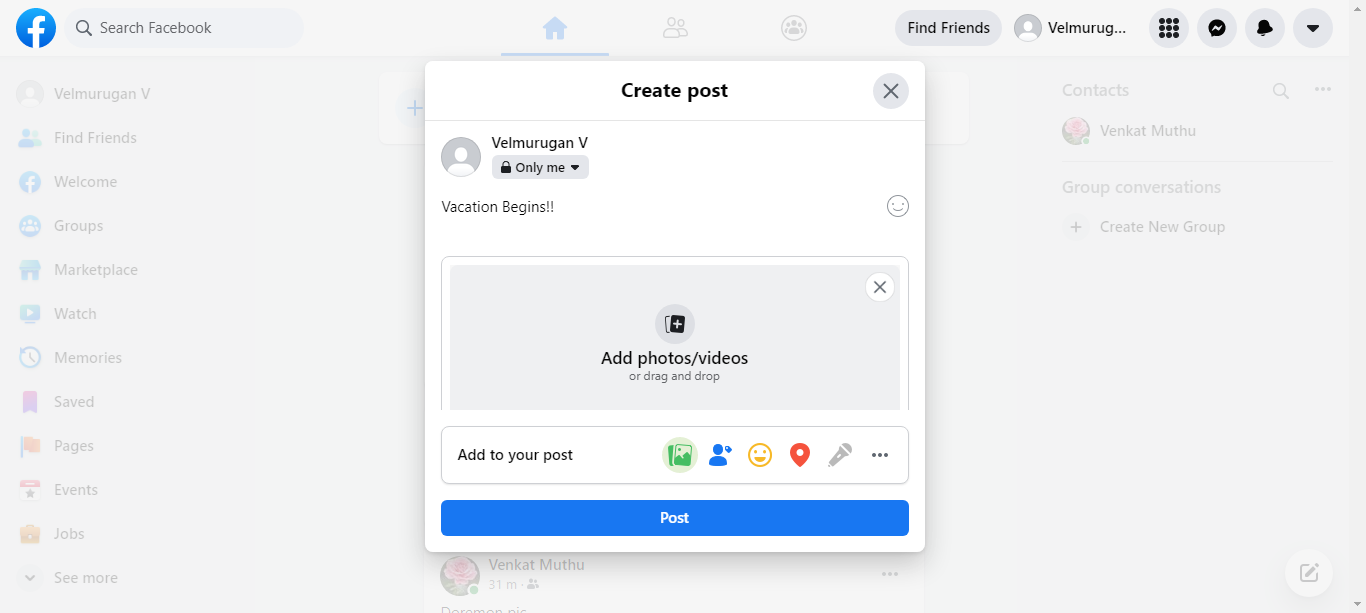 Search Facebook
Find Friends
Velmurug...
Velmurugan V
Find Friends
Welcome
Groups
Marketplace
Watch
Memories
Saved
Pages
Events
Jobs
See more
Create post
Velmurugan V
Only me
Vacation Begins!!
Add photos/videos
or drag and drop
Add to your post
Post
Venkat Muthu
31 m
Doremon pic
Contacts
Venkat Muthu
Group conversations
Create New Group